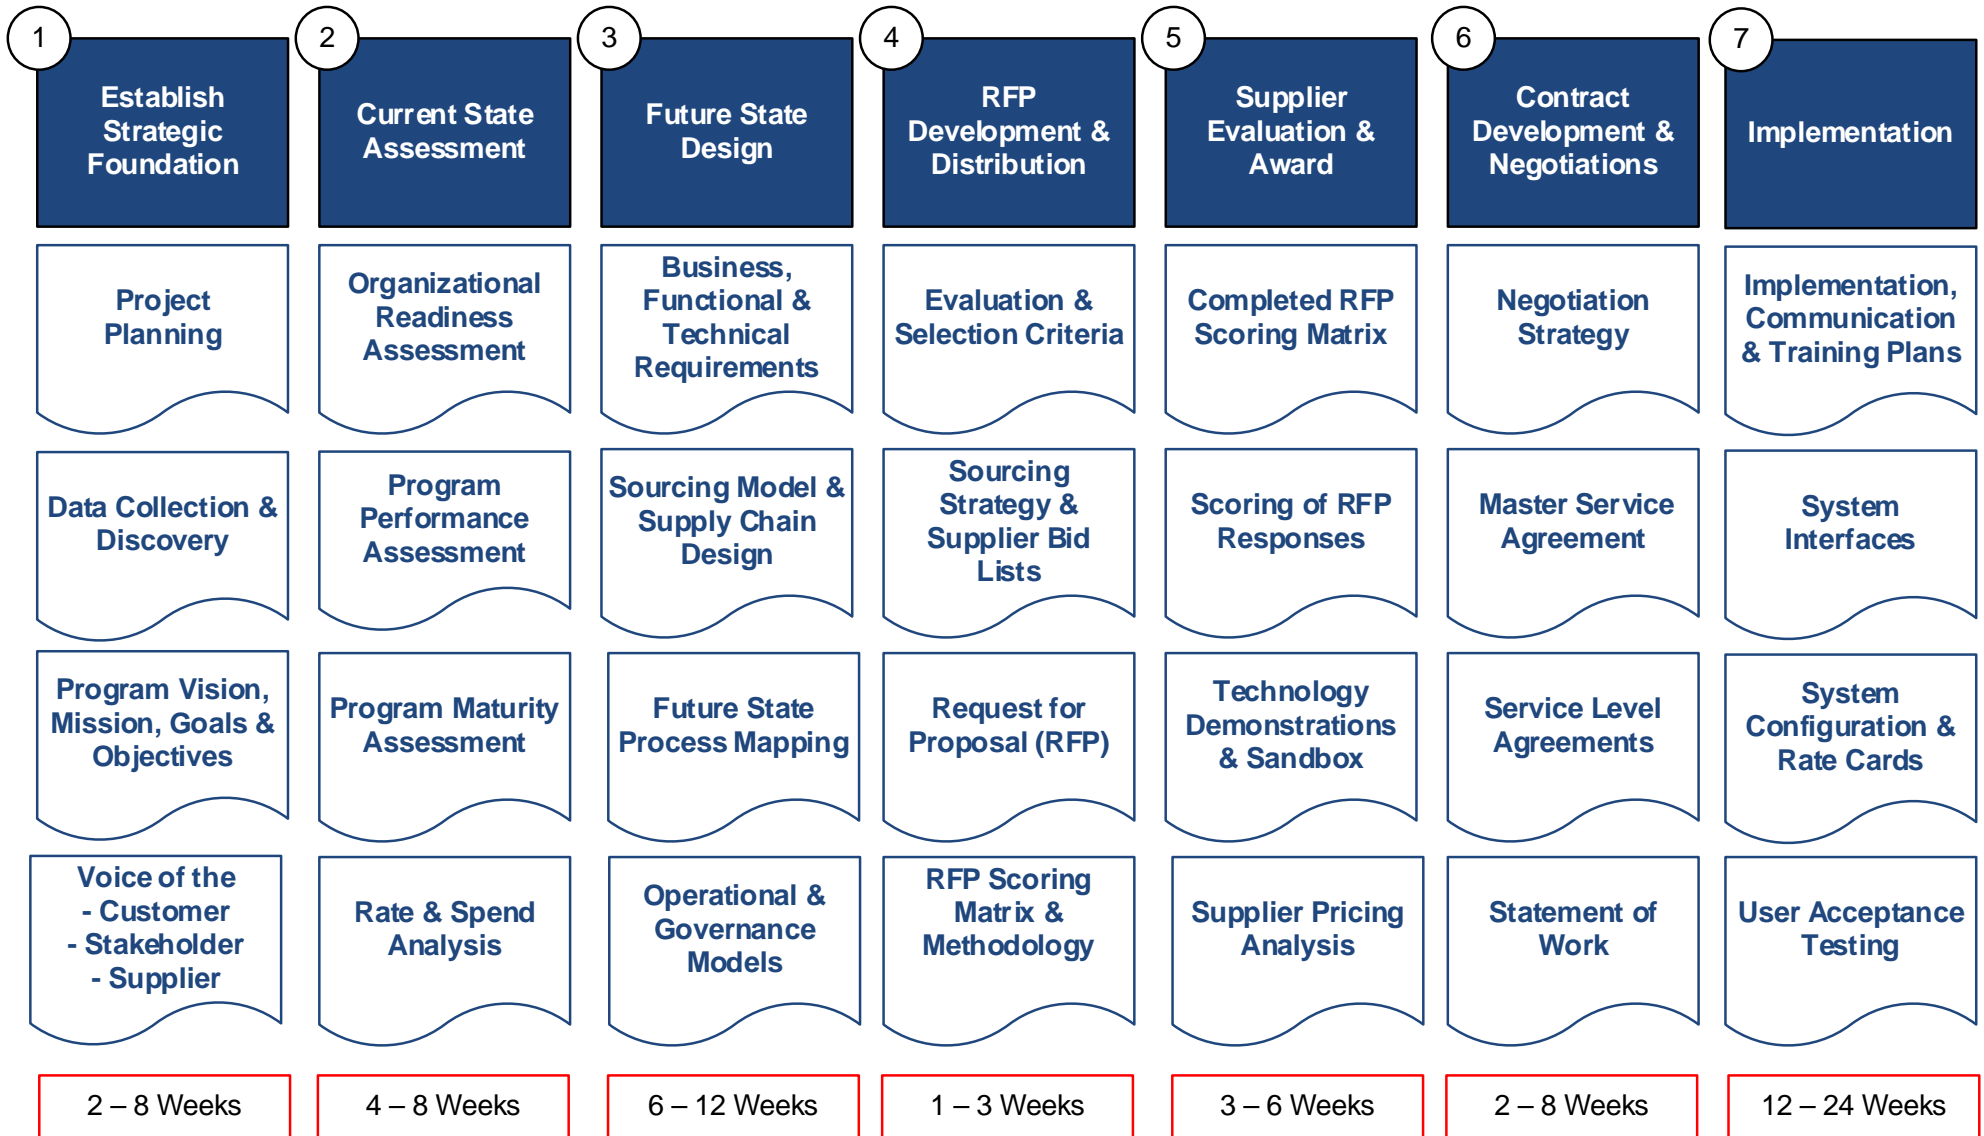 1
Establish
Strategic
Foundation
Project
Planning
Data Collection &
Discovery
Program Vision,
Mission, Goals &
Objectives
Voice of the
- Customer
- Stakeholder
- Supplier
2 – 8 Weeks
2
Current State
Assessment
Organizational
Readiness
Assessment
Program
Performance
Assessment
Program Maturity
Assessment
Rate & Spend
Analysis
4 – 8 Weeks
3
Future State
Design
Business,
Functional &
Technical
Requirements
Sourcing Model &
Supply Chain
Design
Future State
Process Mapping
Operational &
Governance
Models
6 – 12 Weeks
4
RFP
Development &
Distribution
Evaluation &
Selection Criteria
Sourcing
Strategy &
Supplier Bid
Lists
Request for
Proposal (RFP)
RFP Scoring
Matrix &
Methodology
1 – 3 Weeks
5
Supplier
Evaluation &
Award
Completed RFP
Scoring Matrix
Scoring of RFP
Responses
Technology
Demonstrations
& Sandbox
Supplier Pricing
Analysis
3 – 6 Weeks
6
Contract
Development &
Negotiations
Negotiation
Strategy
Master Service
Agreement
Service Level
Agreements
Statement of
Work
2 – 8 Weeks
7
Implementation
Implementation,
Communication
& Training Plans
System
Interfaces
System
Configuration &
Rate Cards
User Acceptance
Testing
12 – 24 Weeks